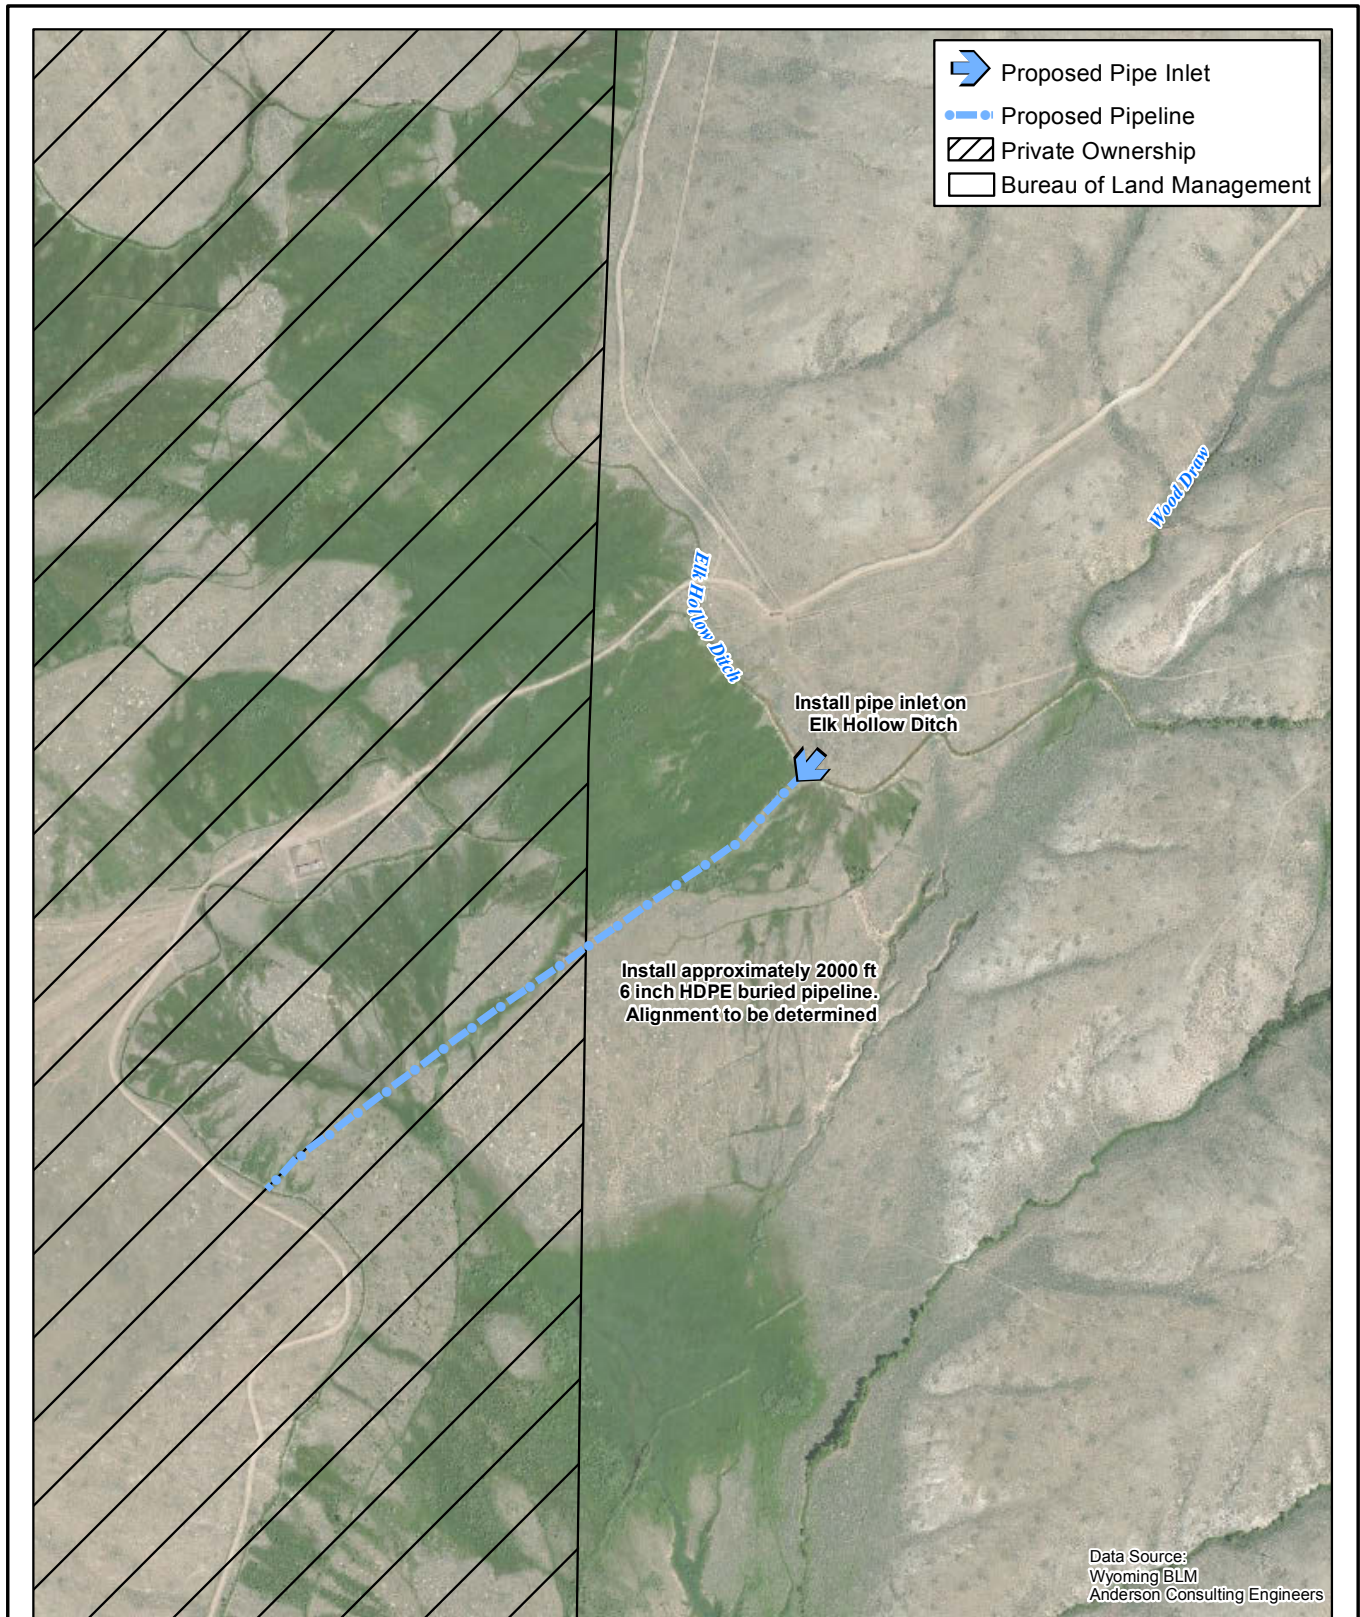 Proposed Pipe Inlet
Proposed Pipeline
Private Ownership
Bureau of Land Management
Wood Draw
Elk Hollow Ditch
Install pipe inlet on
Elk Hollow Ditch
Install approximately 2000 ft
6 inch HDPE buried pipeline.
Alignment to be determined
Data Source:
Wyoming BLM
Anderson Consulting Engineers